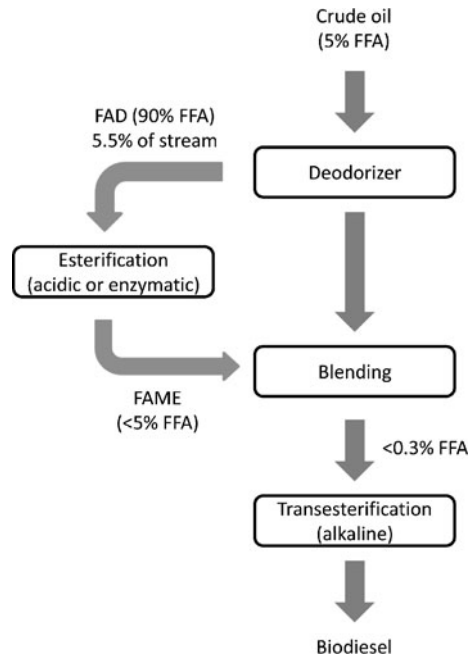 Crude oil
(5% FFA)
FAD (90% FFA)
5.5% of stream
Deodorizer
Esterification
(acidic or enzymatic)
Blending
FAME
(<5% FFA)
<0.3% FFA
Transesterification
(alkaline)
Biodiesel